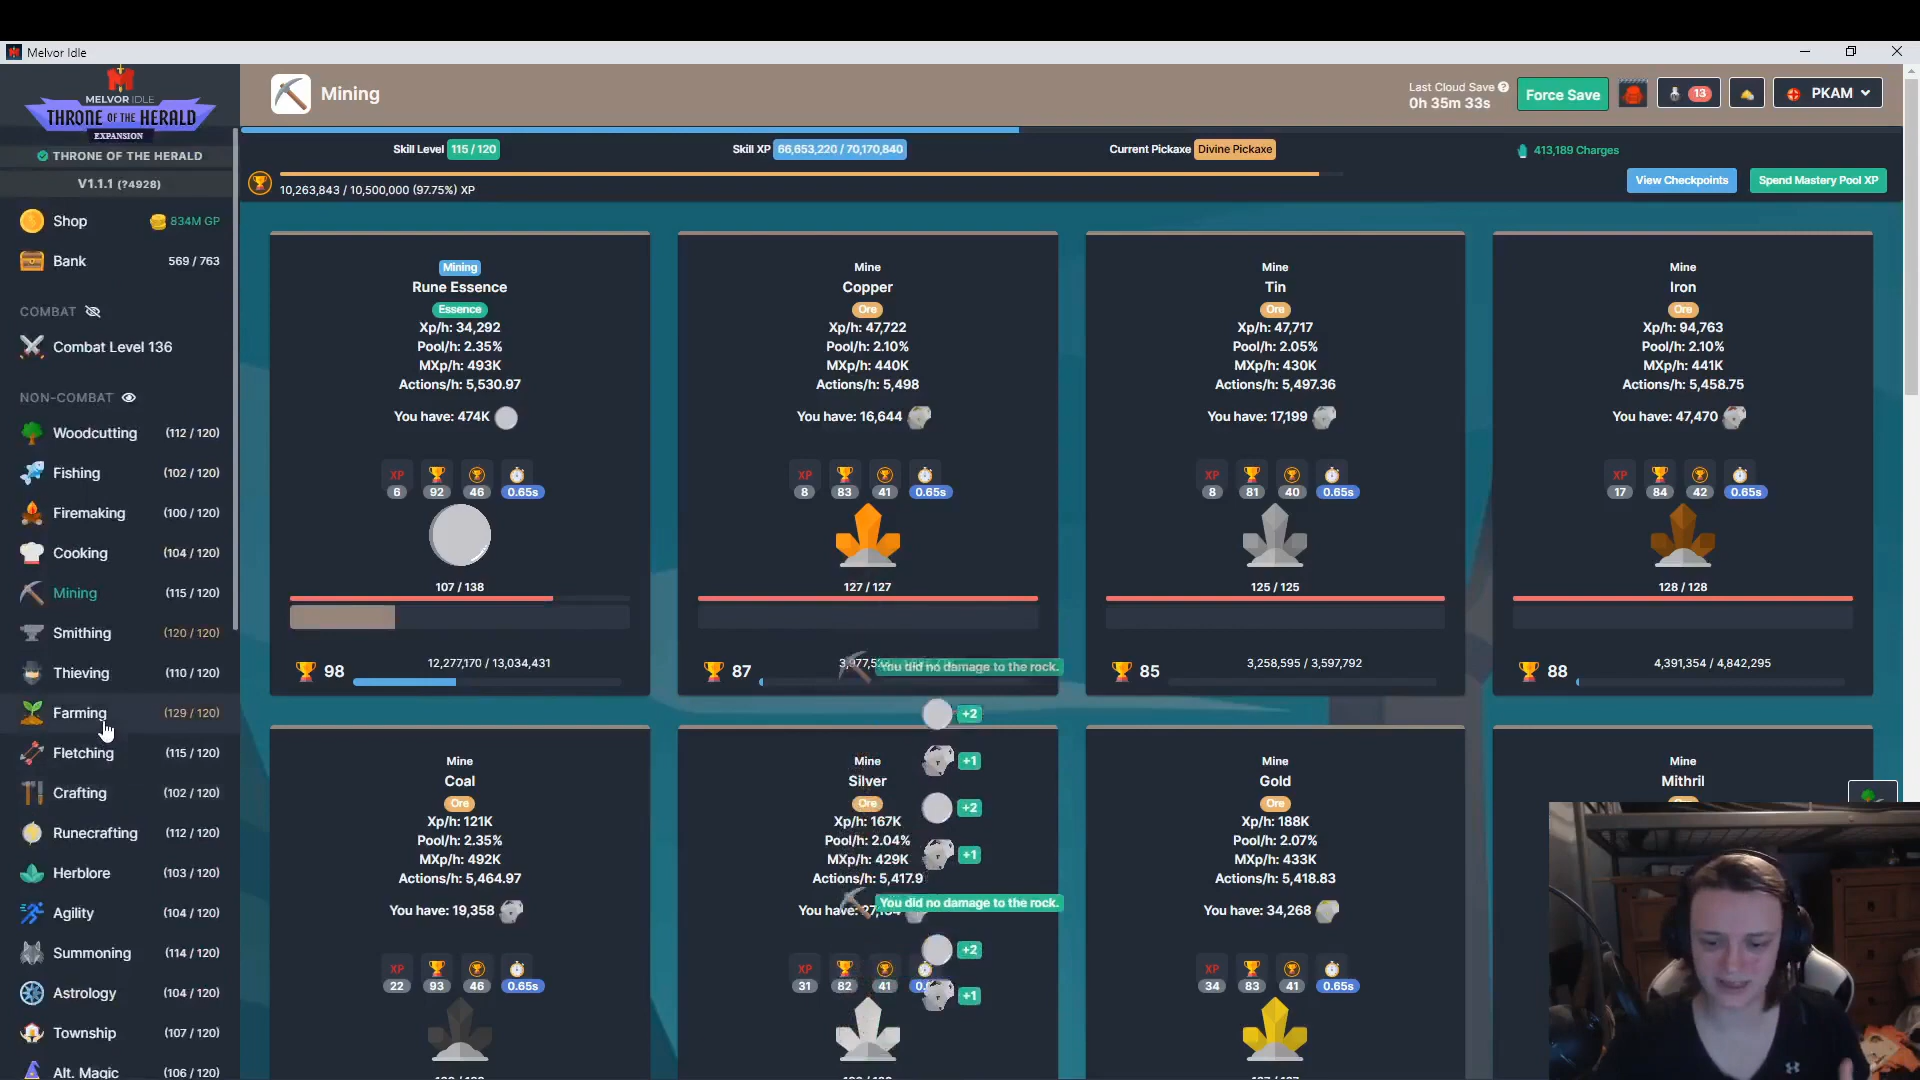 Melvor Idle
MELVOR IDLE
THRONE OF THE HERALD
EXPANSION
THRONE OF THE HERALD
V1.1.1 (?4928)
Shop 834M GP
Bank 569 / 763
COMBAT
Combat Level 136
NON-COMBAT
Woodcutting (112 / 120)
Fishing (102 / 120)
Firemaking (100 / 120)
Cooking (104 / 120)
Mining (115 / 120)
Smithing (120 / 120)
Thieving (110 / 120)
Farming (129 / 120)
Fletching (115 / 120)
Crafting (102 / 120)
Runecrafting (112 / 120)
Herblore (103 / 120)
Agility (104 / 120)
Summoning (114 / 120)
Astrology (104 / 120)
Township (107 / 120)
Alt. Magic (106 / 120)
Mining
Last Cloud Save
0h 35m 33s
Force Save
13
PKAM
Skill Level 115 / 120
Skill XP 66,653,220 / 70,170,840
Current Pickaxe Divine Pickaxe
413,189 Charges
10,263,843 / 10,500,000 (97.75%) XP
View Checkpoints
Spend Mastery Pool XP
Mining
Rune Essence
Essence
Xp/h: 34,292
Pool/h: 2.35%
MXp/h: 493K
Actions/h: 5,530.97
You have: 474K
XP
6 92 46 0.65s
107 / 138
98 12,277,170 / 13,034,431
Mine
Copper
Ore
Xp/h: 47,722
Pool/h: 2.10%
MXp/h: 440K
Actions/h: 5,498
You have: 16,644
XP
8 83 41 0.65s
127 / 127
87
You did no damage to the rock.
Mine
Tin
Ore
Xp/h: 47,717
Pool/h: 2.05%
MXp/h: 430K
Actions/h: 5,497.36
You have: 17,199
XP
8 81 40 0.65s
125 / 125
85 3,258,595 / 3,597,792
Mine
Iron
Ore
Xp/h: 94,763
Pool/h: 2.10%
MXp/h: 441K
Actions/h: 5,458.75
You have: 47,470
XP
17 84 42 0.65s
128 / 128
88 4,391,354 / 4,842,295
Mine
Coal
Ore
Xp/h: 121K
Pool/h: 2.35%
MXp/h: 492K
Actions/h: 5,464.97
You have: 19,358
XP
22 93 46 0.65s
+2
Mine
Silver
+1
Ore
Xp/h: 167K
+2
Pool/h: 2.04%
MXp/h: 429K
+1
Actions/h: 5,417.9
You have:
You did no damage to the rock.
+2
XP
31 82 41
+1
Mine
Gold
Ore
Xp/h: 188K
Pool/h: 2.07%
MXp/h: 433K
Actions/h: 5,418.83
You have: 34,268
XP
34 83 41 0.65s
Mine
Mithril